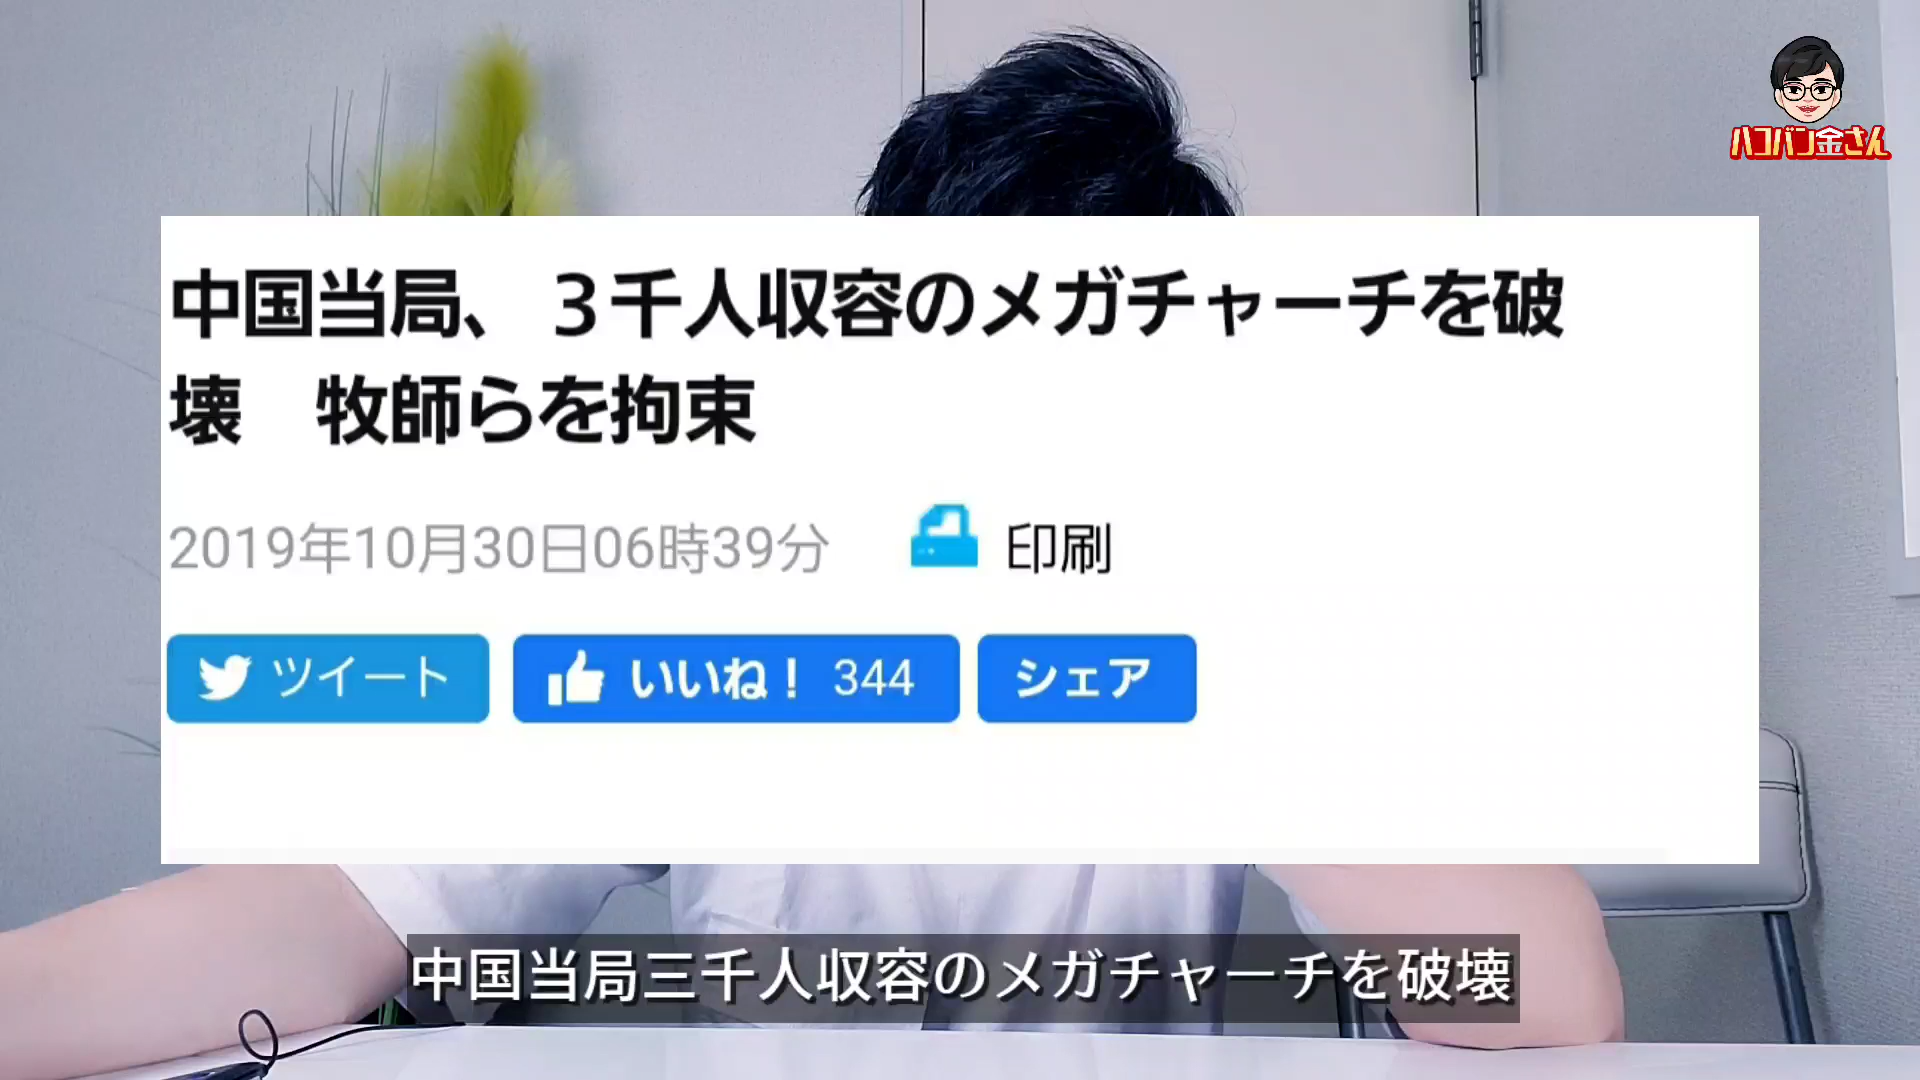 ハコバン金さん
中国当局、３千人収容のメガチャーチを破
壊　牧師らを拘束
2019年10月30日06時39分 印刷
ツイート いいね！ 344 シェア
中国当局三千人収容のメガチャーチを破壊